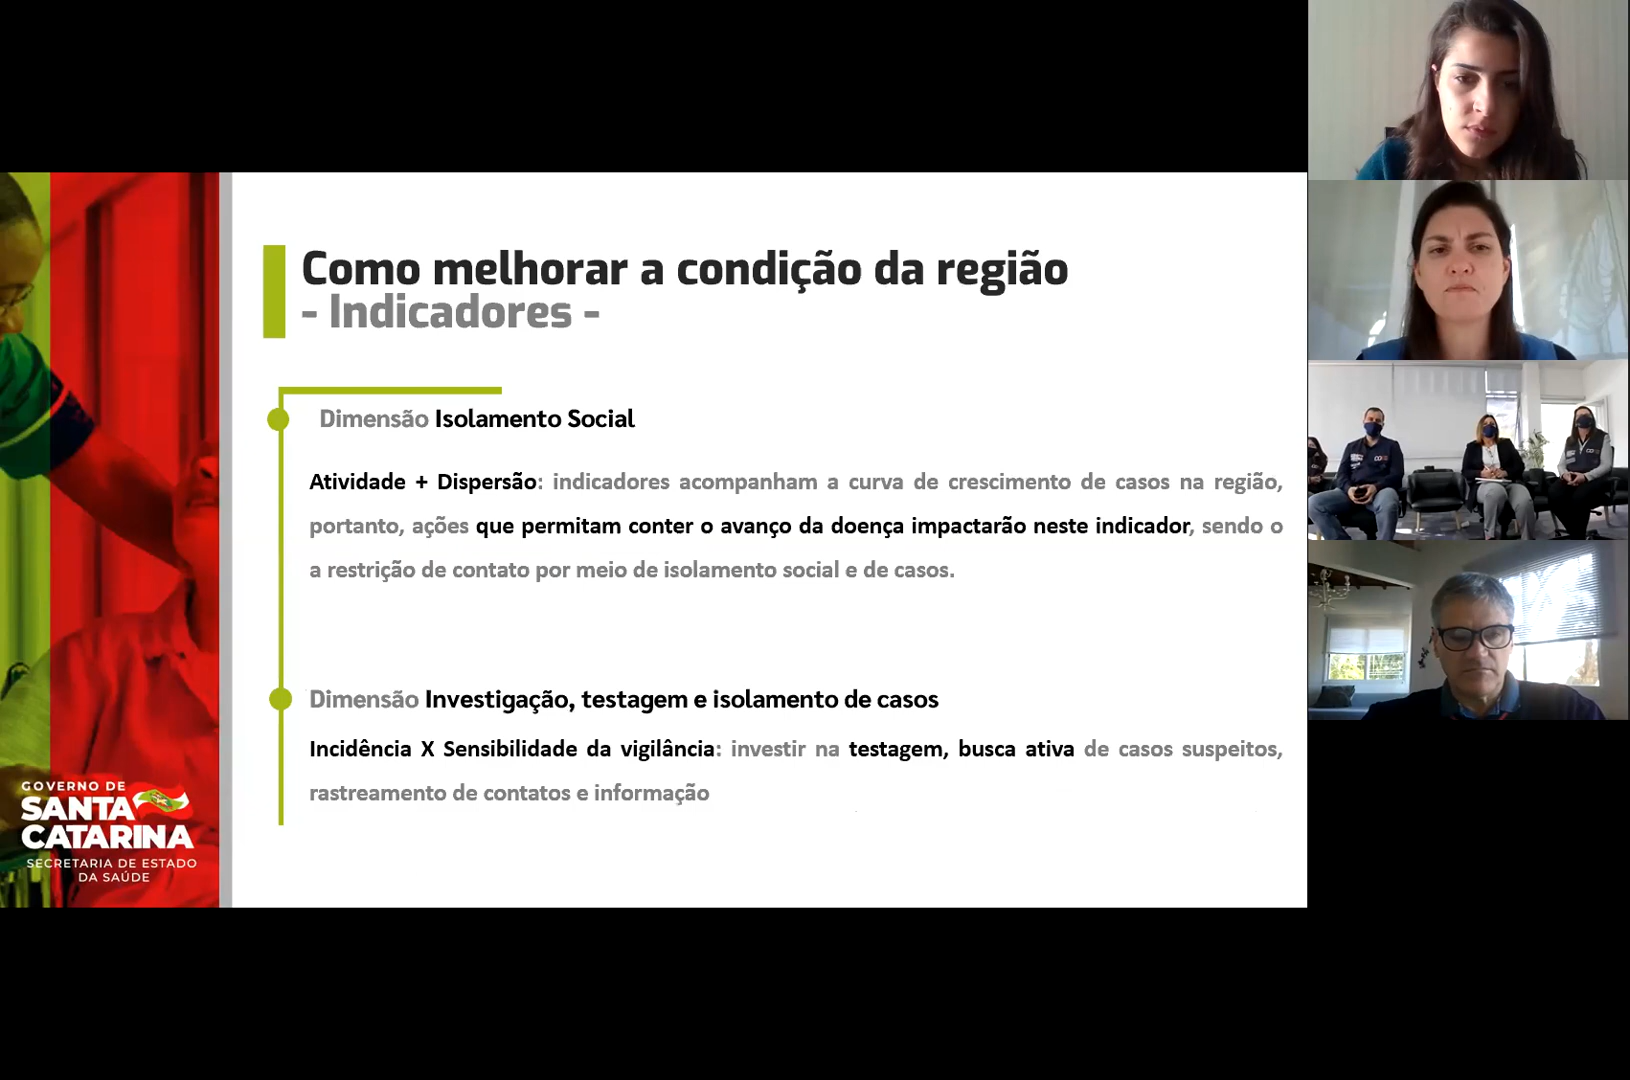 Como melhorar a condição da região
- Indicadores -
Dimensão Isolamento Social
Atividade + Dispersão: indicadores acompanham a curva de crescimento de casos na região,
portanto, ações que permitam conter o avanço da doença impactarão neste indicador, sendo o
a restrição de contato por meio de isolamento social e de casos.
Dimensão Investigação, testagem e isolamento de casos
Incidência X Sensibilidade da vigilância: investir na testagem, busca ativa de casos suspeitos,
rastreamento de contatos e informação
GOVERNO DE
SANTA
CATARINA
SECRETARIA DE ESTADO
DA SAÚDE